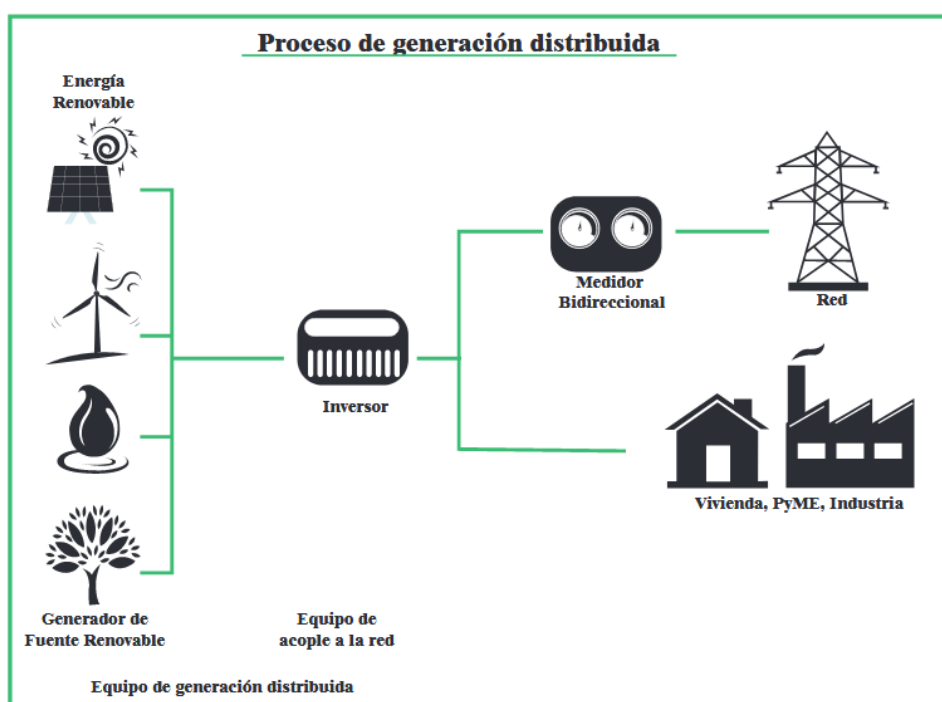 Proceso de generación distribuida
Energía
Renovable
Medidor
Bidireccional
Red
Inversor
Vivienda, PyME, Industria
Generador de
Fuente Renovable
Equipo de
acople a la red
Equipo de generación distribuida